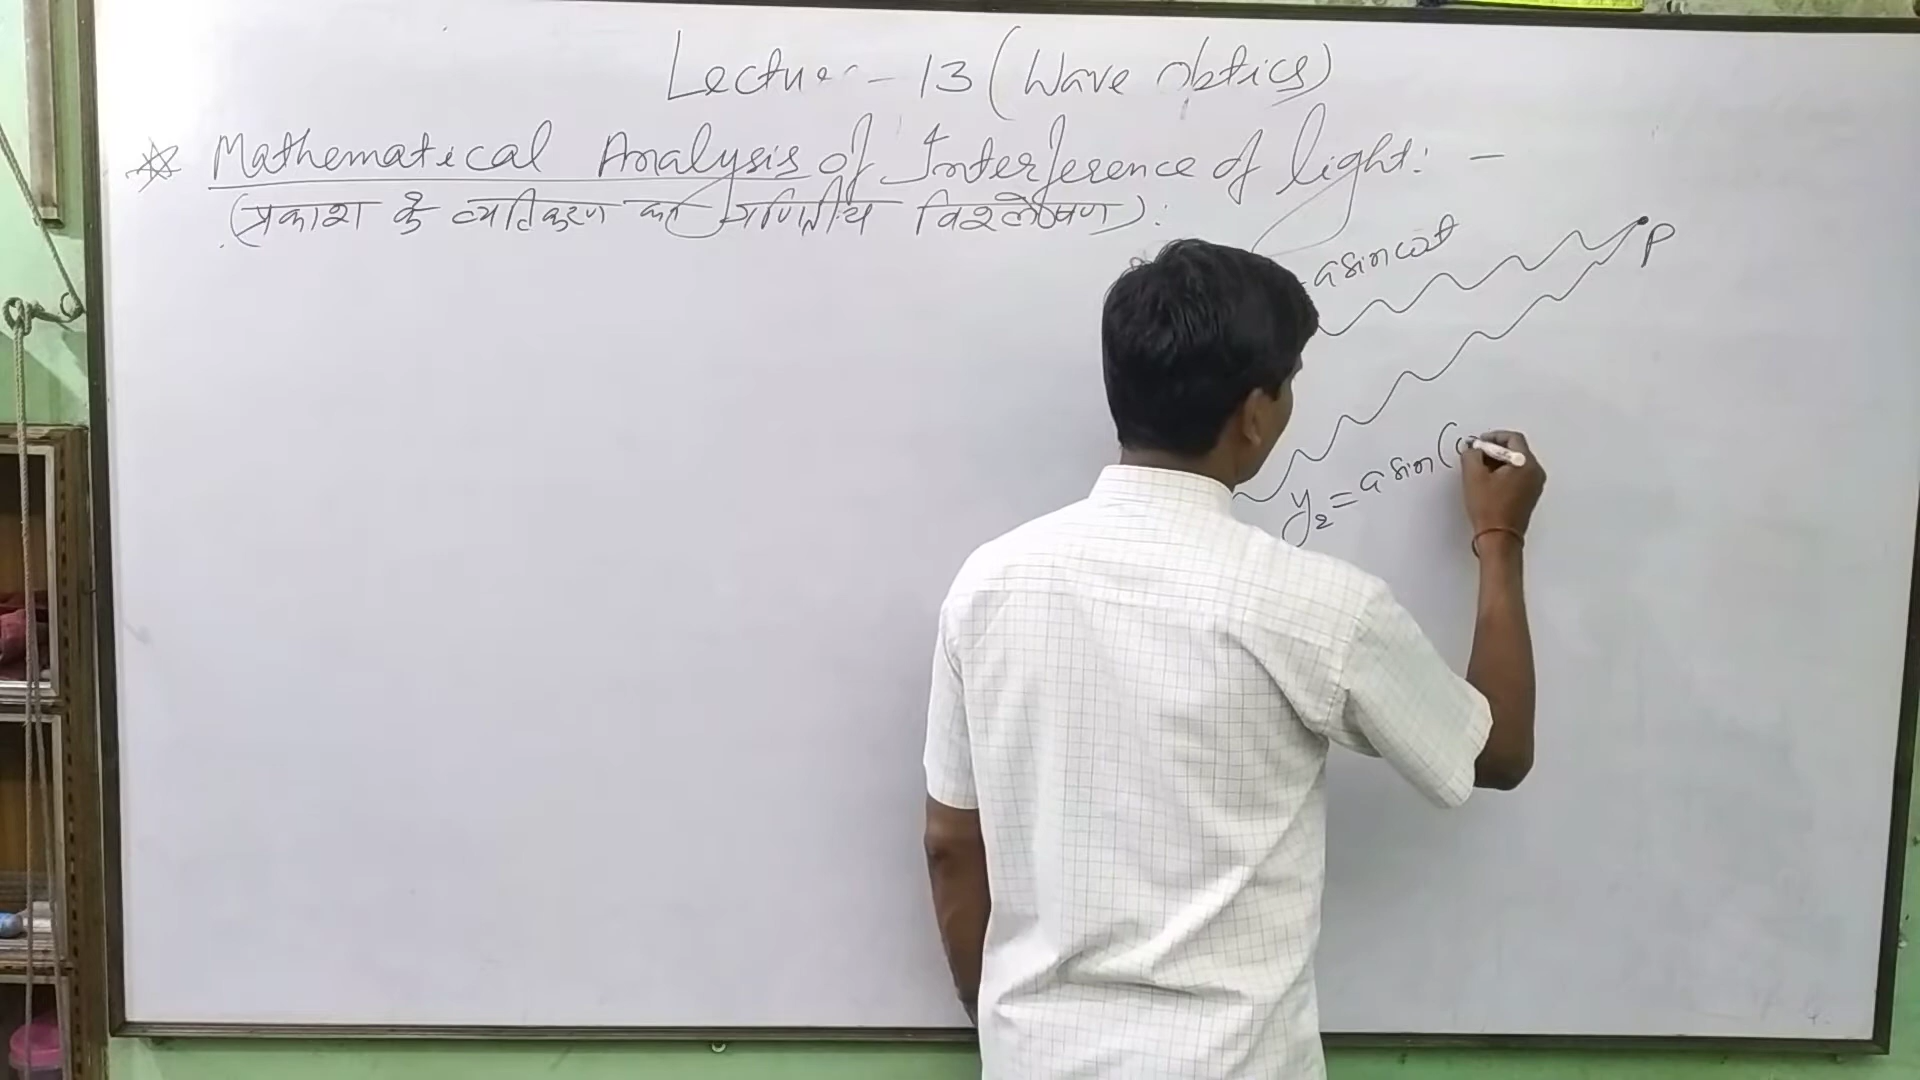 Lecture - 13 (Wave optics)
Mathematical Analysis of Interference of light: -
(प्रकाश के व्यतिकरण का गणितीय विश्लेषण):
a sin ωt
P
y₂ = a sin(